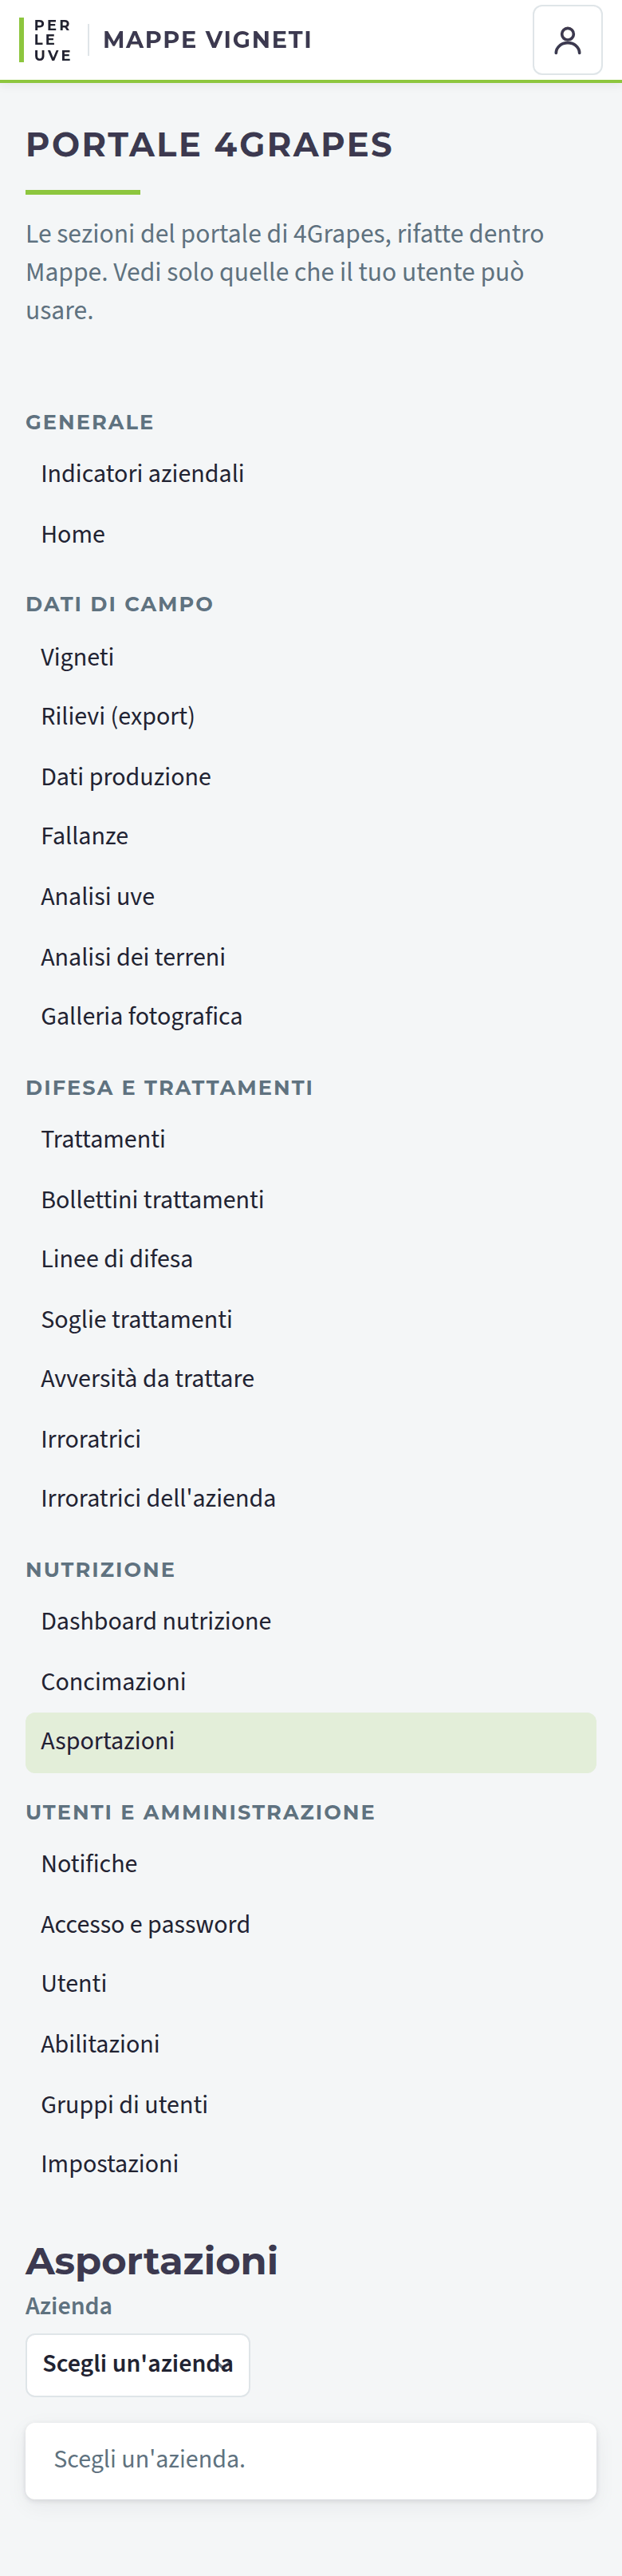 PER
LE
UVE
MAPPE VIGNETI
PORTALE 4GRAPES
Le sezioni del portale di 4Grapes, rifatte dentro
Mappe. Vedi solo quelle che il tuo utente può
usare.
GENERALE
Indicatori aziendali
Home
DATI DI CAMPO
Vigneti
Rilievi (export)
Dati produzione
Fallanze
Analisi uve
Analisi dei terreni
Galleria fotografica
DIFESA E TRATTAMENTI
Trattamenti
Bollettini trattamenti
Linee di difesa
Soglie trattamenti
Avversità da trattare
Irroratrici
Irroratrici dell'azienda
NUTRIZIONE
Dashboard nutrizione
Concimazioni
Asportazioni
UTENTI E AMMINISTRAZIONE
Notifiche
Accesso e password
Utenti
Abilitazioni
Gruppi di utenti
Impostazioni
Asportazioni
Azienda
Scegli un'azienda
Scegli un'azienda.